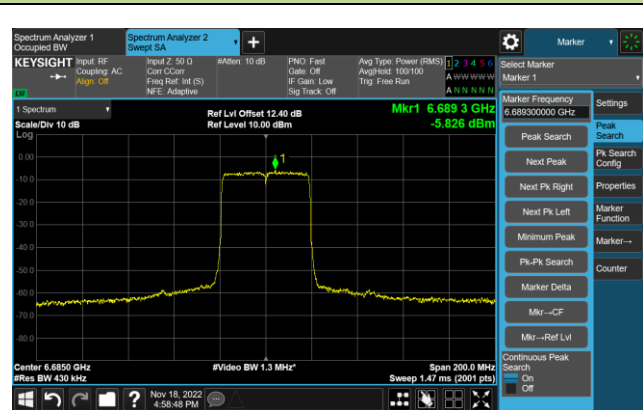 Spectrum Analyzer 1
Occupied BW
Spectrum Analyzer 2
Swept SA
+
Marker
KEYSIGHT
Input: RF
Coupling: AC
Align: Off
Input Z: 50 Ω
Corr CCorr
Freq Ref: Int (S)
NFE: Adaptive
#Atten: 10 dB
PNO: Fast
Gate: Off
IF Gain: Low
Sig Track: Off
Avg Type: Power (RMS)
Avg|Hold: 100/100
Trig: Free Run
1 2 3 4 5 6
A W W W W W
A N N N N N
LXI
Select Marker
Marker 1
1 Spectrum
Scale/Div 10 dB
Log
Ref Lvl Offset 12.40 dB
Ref Level 10.00 dBm
Mkr1 6.689 3 GHz
-5.826 dBm
1
0.00
-10.0
-20.0
-30.0
-40.0
-50.0
-60.0
-70.0
-80.0
Center 6.6850 GHz
#Res BW 430 kHz
#Video BW 1.3 MHz*
Span 200.0 MHz
Sweep 1.47 ms (2001 pts)
Marker Frequency
6.689300000 GHz
Peak Search
Next Peak
Next Pk Right
Next Pk Left
Minimum Peak
Pk-Pk Search
Marker Delta
Mkr→CF
Mkr→Ref Lvl
Continuous Peak
Search
On
Off
Settings
Peak
Search
Pk Search
Config
Properties
Marker
Function
Marker→
Counter
?
Nov 18, 2022
4:58:48 PM